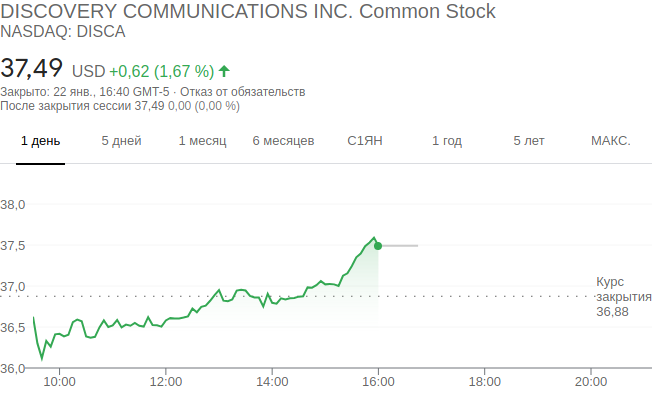 DISCOVERY COMMUNICATIONS INC. Common Stock
NASDAQ: DISCA
37,49 USD +0,62 (1,67 %)
Закрыто: 22 янв., 16:40 GMT-5 · Отказ от обязательств
После закрытия сессии 37,49 0,00 (0,00 %)
1 день 5 дней 1 месяц 6 месяцев С1ЯН 1 год 5 лет МАКС.
38,0
37,5
37,0
Курс
закрытия
36,88
36,5
36,0
10:00 12:00 14:00 16:00 18:00 20:00